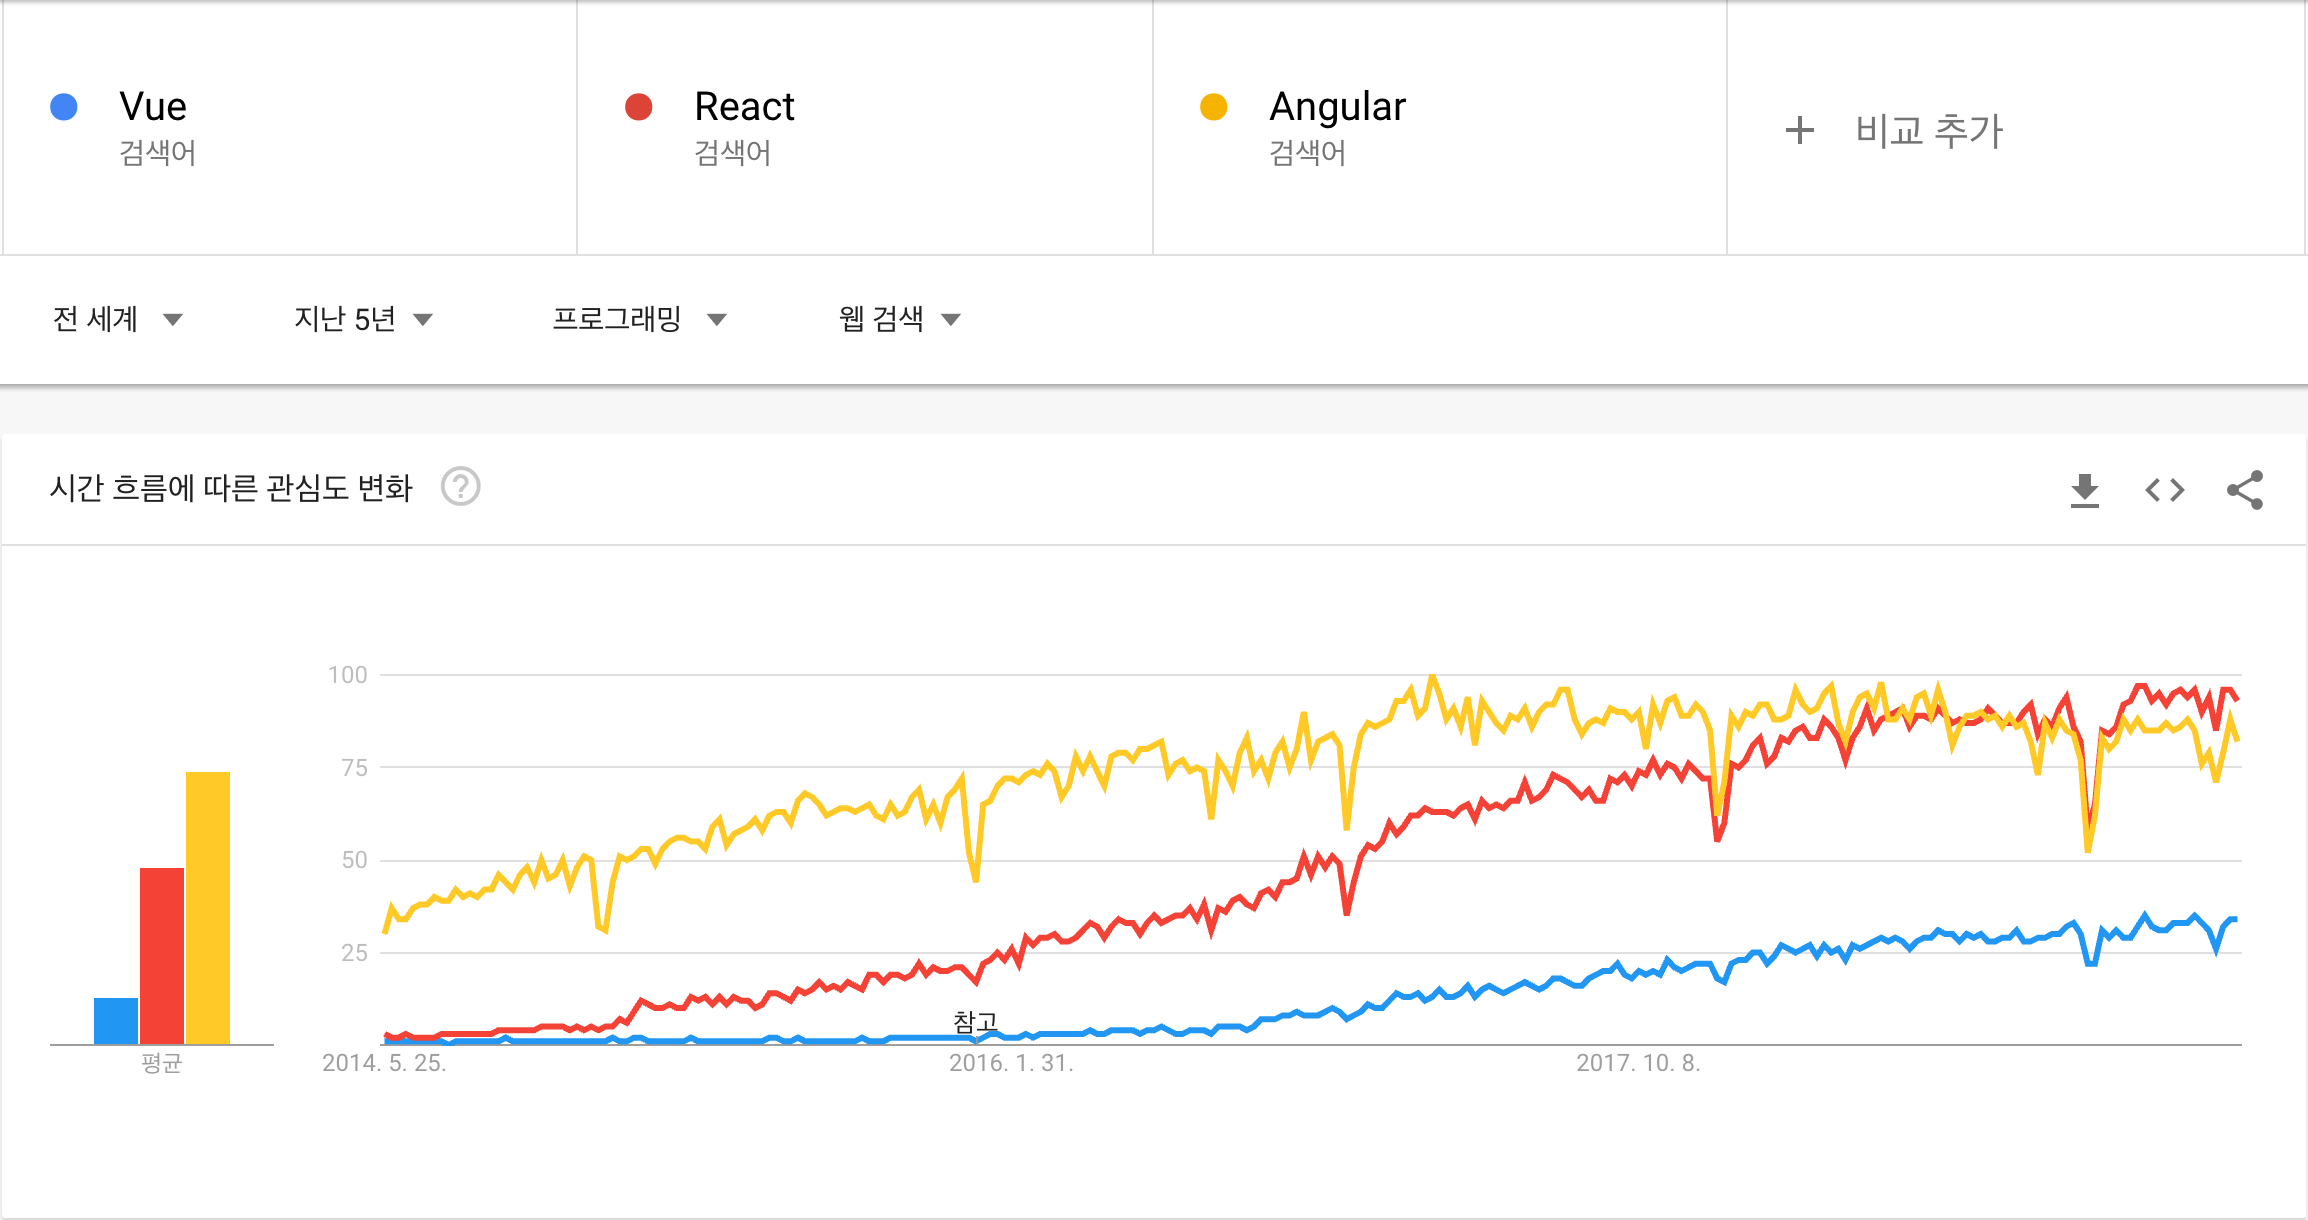 Vue
검색어
React
검색어
Angular
검색어
+ 비교 추가
전 세계
지난 5년
프로그래밍
웹 검색
시간 흐름에 따른 관심도 변화 ?
100
75
50
25
참고
평균
2014. 5. 25.
2016. 1. 31.
2017. 10. 8.